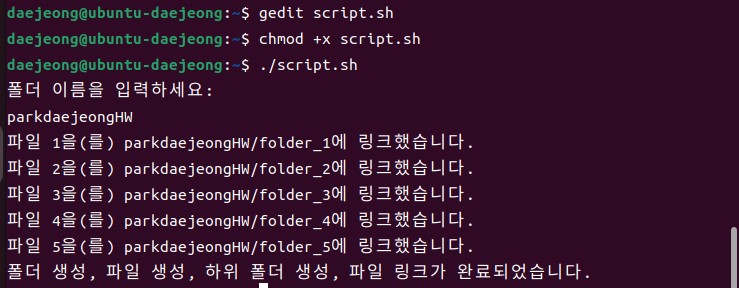 daejeong@ubuntu-daejeong:~$ gedit script.sh
daejeong@ubuntu-daejeong:~$ chmod +x script.sh
daejeong@ubuntu-daejeong:~$ ./script.sh
폴더 이름을 입력하세요:
parkdaejeongHW
파일 1을(를) parkdaejeongHW/folder_1에 링크했습니다.
파일 2을(를) parkdaejeongHW/folder_2에 링크했습니다.
파일 3을(를) parkdaejeongHW/folder_3에 링크했습니다.
파일 4을(를) parkdaejeongHW/folder_4에 링크했습니다.
파일 5을(를) parkdaejeongHW/folder_5에 링크했습니다.
폴더 생성, 파일 생성, 하위 폴더 생성, 파일 링크가 완료되었습니다.